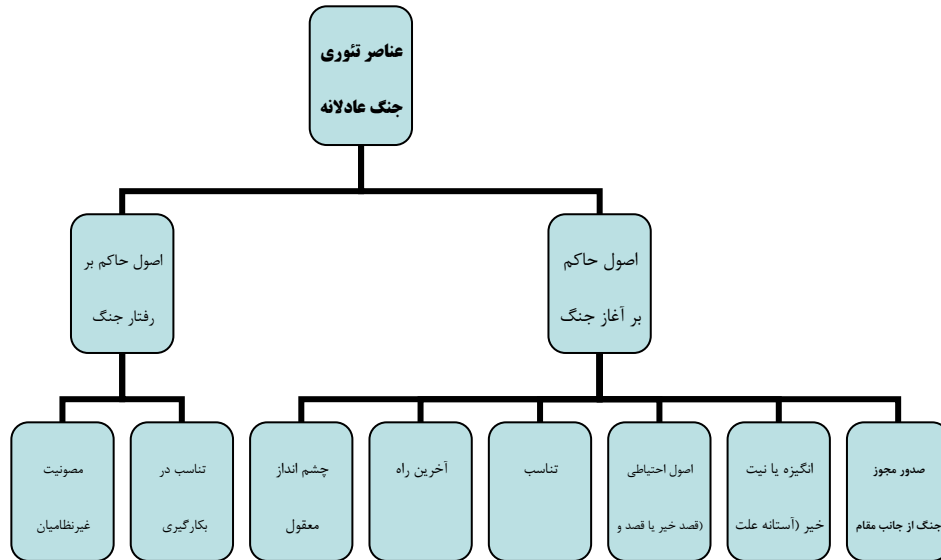 عناصر تئوری
جنگ عادلانه
اصول حاکم
بر آغاز جنگ
اصول حاکم بر
رفتار جنگ
صدور مجوز
جنگ از جانب مقام
انگیزه یا نیت
خیر (آستانه علت
اصول احتیاطی
(قصد خیر یا قصد و
تناسب
آخرین راه
چشم انداز
معقول
تناسب در
بکارگیری
مصونیت
غیرنظامیان